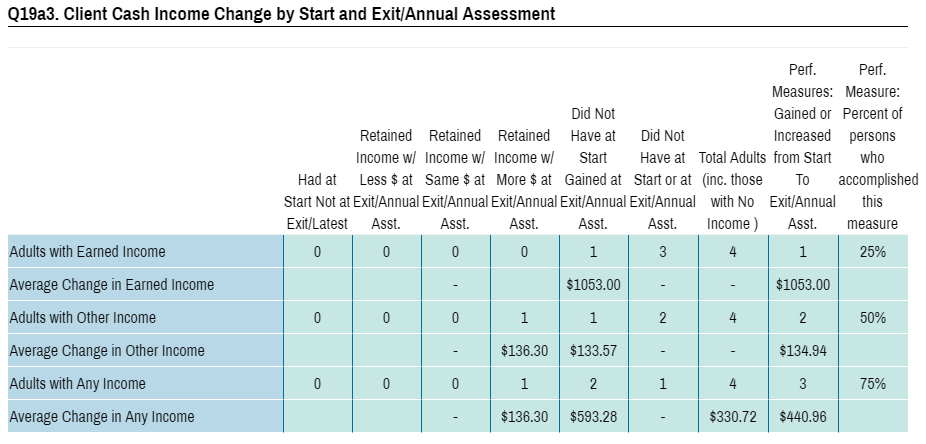 Q19a3. Client Cash Income Change by Start and Exit/Annual Assessment
Had at Start Not at Exit/Latest
Retained Income w/ Less $ at Exit/Annual Asst.
Retained Income w/ Same $ at Exit/Annual Asst.
Retained Income w/ More $ at Exit/Annual Asst.
Did Not Have at Start Gained at Exit/Annual Asst.
Did Not Have at Start or at Exit/Annual Asst.
Total Adults (inc. those with No Income )
Perf. Measures: Gained or Increased from Start To Exit/Annual Asst.
Perf. Measure: Percent of persons who accomplished this measure
Adults with Earned Income 0 0 0 0 1 3 4 1 25%
Average Change in Earned Income - $1053.00 - - $1053.00
Adults with Other Income 0 0 0 1 1 2 4 2 50%
Average Change in Other Income - $136.30 $133.57 - - $134.94
Adults with Any Income 0 0 0 1 2 1 4 3 75%
Average Change in Any Income - $136.30 $593.28 - $330.72 $440.96